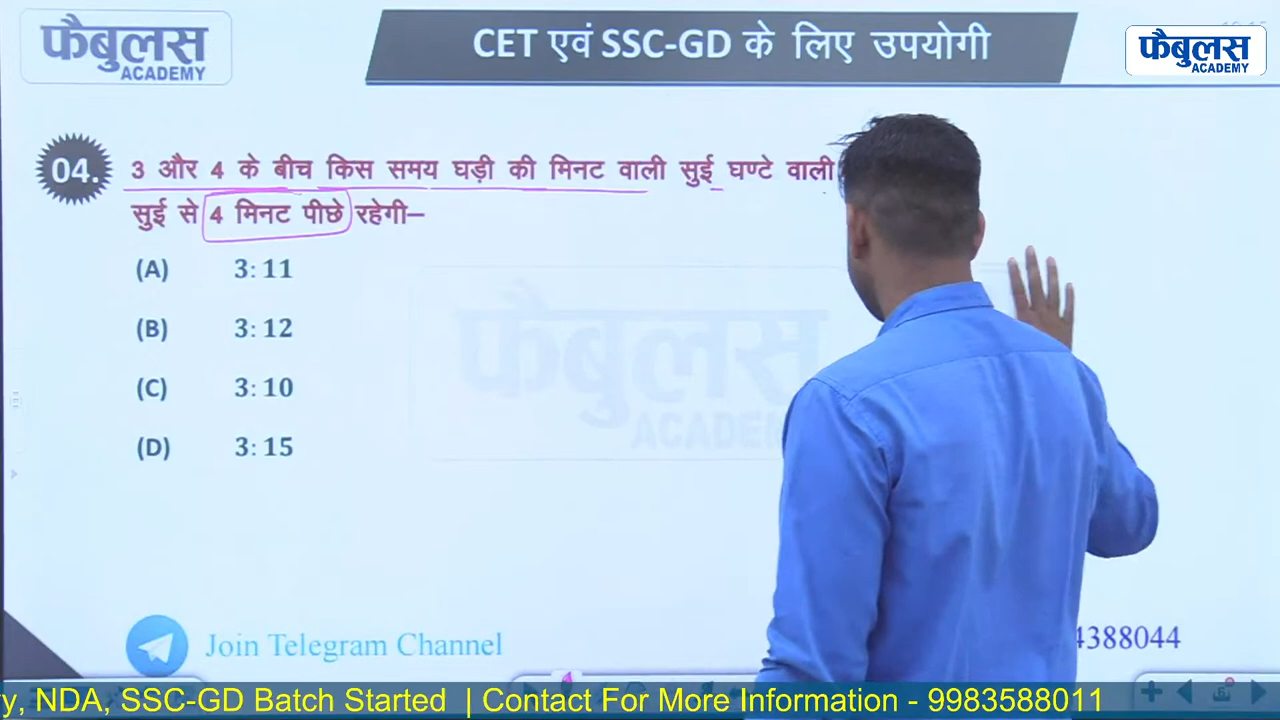 फैबुलस
ACADEMY
CET एवं SSC-GD के लिए उपयोगी
फैबुलस
ACADEMY
04. 3 और 4 के बीच किस समय घड़ी की मिनट वाली सुई घण्टे वाली
सुई से 4 मिनट पीछे रहेगी–
(A) 3: 11
(B) 3: 12
(C) 3: 10
(D) 3: 15
फैबुलस
ACADEMY
Join Telegram Channel
4388044
y, NDA, SSC-GD Batch Started | Contact For More Information - 9983588011